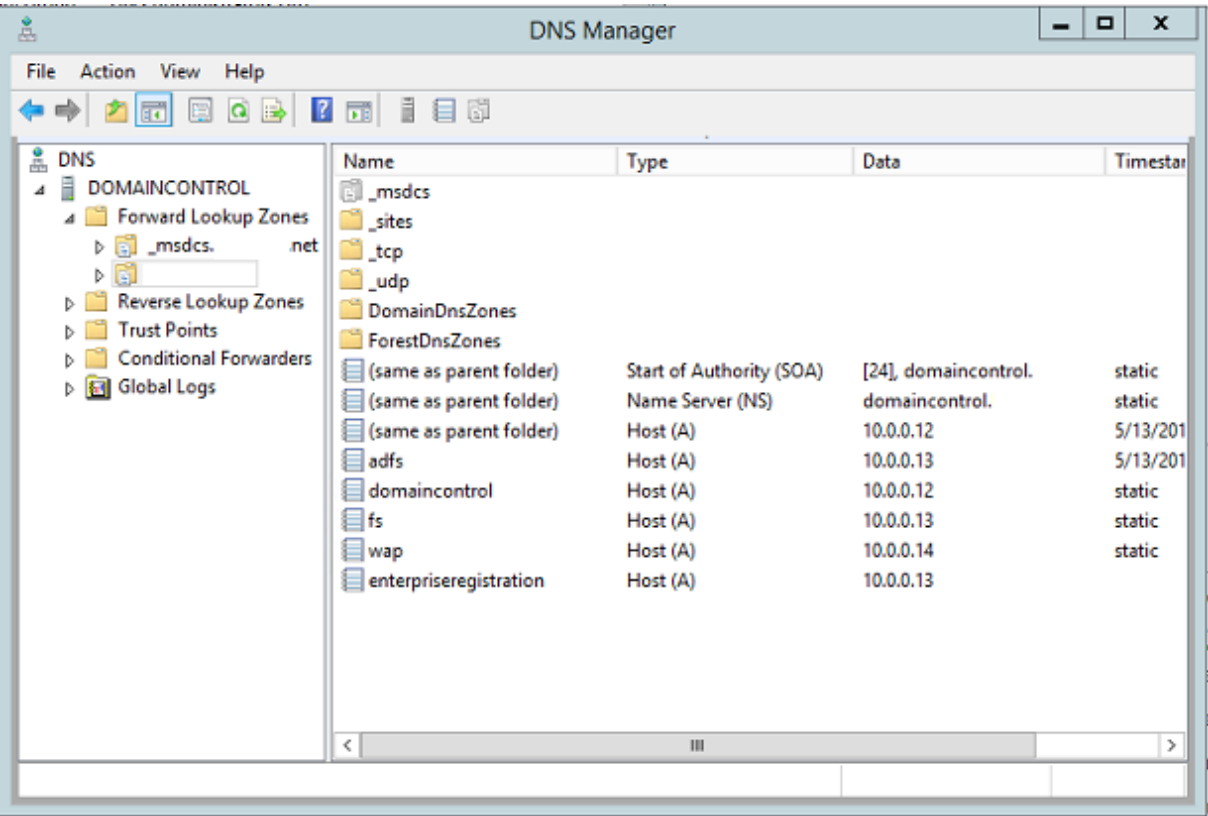 DNS Manager
File Action View Help
DNS
DOMAINCONTROL
Forward Lookup Zones
_msdcs. .net
Reverse Lookup Zones
Trust Points
Conditional Forwarders
Global Logs
Name Type Data Timestar
_msdcs
_sites
_tcp
_udp
DomainDnsZones
ForestDnsZones
(same as parent folder) Start of Authority (SOA) [24], domaincontrol. static
(same as parent folder) Name Server (NS) domaincontrol. static
(same as parent folder) Host (A) 10.0.0.12 5/13/201
adfs Host (A) 10.0.0.13 5/13/201
domaincontrol Host (A) 10.0.0.12 static
fs Host (A) 10.0.0.13 static
wap Host (A) 10.0.0.14 static
enterpriseregistration Host (A) 10.0.0.13